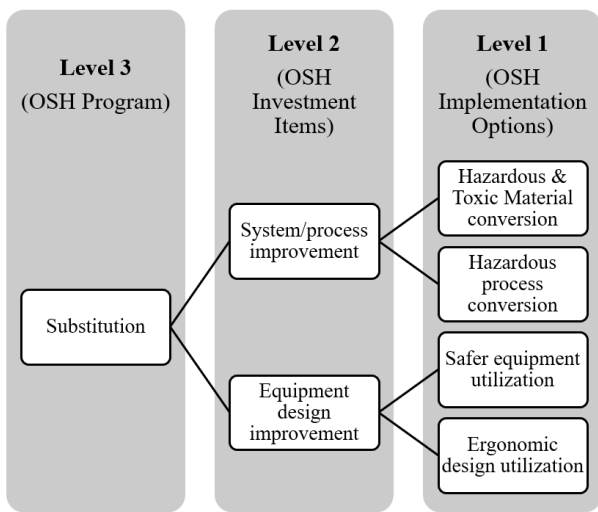 Level 3
(OSH Program)
Level 2
(OSH
Investment
Items)
Level 1
(OSH
Implementation
Options)
Substitution
System/process
improvement
Equipment
design
improvement
Hazardous &
Toxic Material
conversion
Hazardous
process
conversion
Safer equipment
utilization
Ergonomic
design utilization